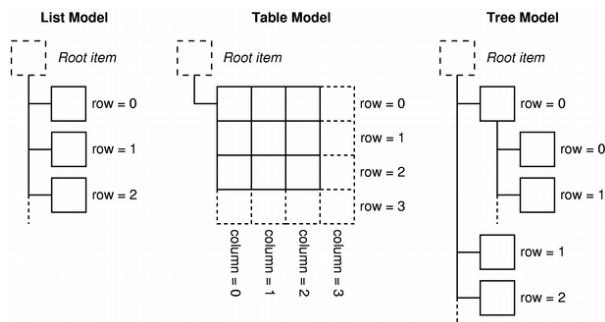 List Model
Root item
row = 0
row = 1
row = 2
Table Model
Root item
row = 0
row = 1
row = 2
row = 3
column = 0
column = 1
column = 2
column = 3
Tree Model
Root item
row = 0
row = 0
row = 1
row = 1
row = 2